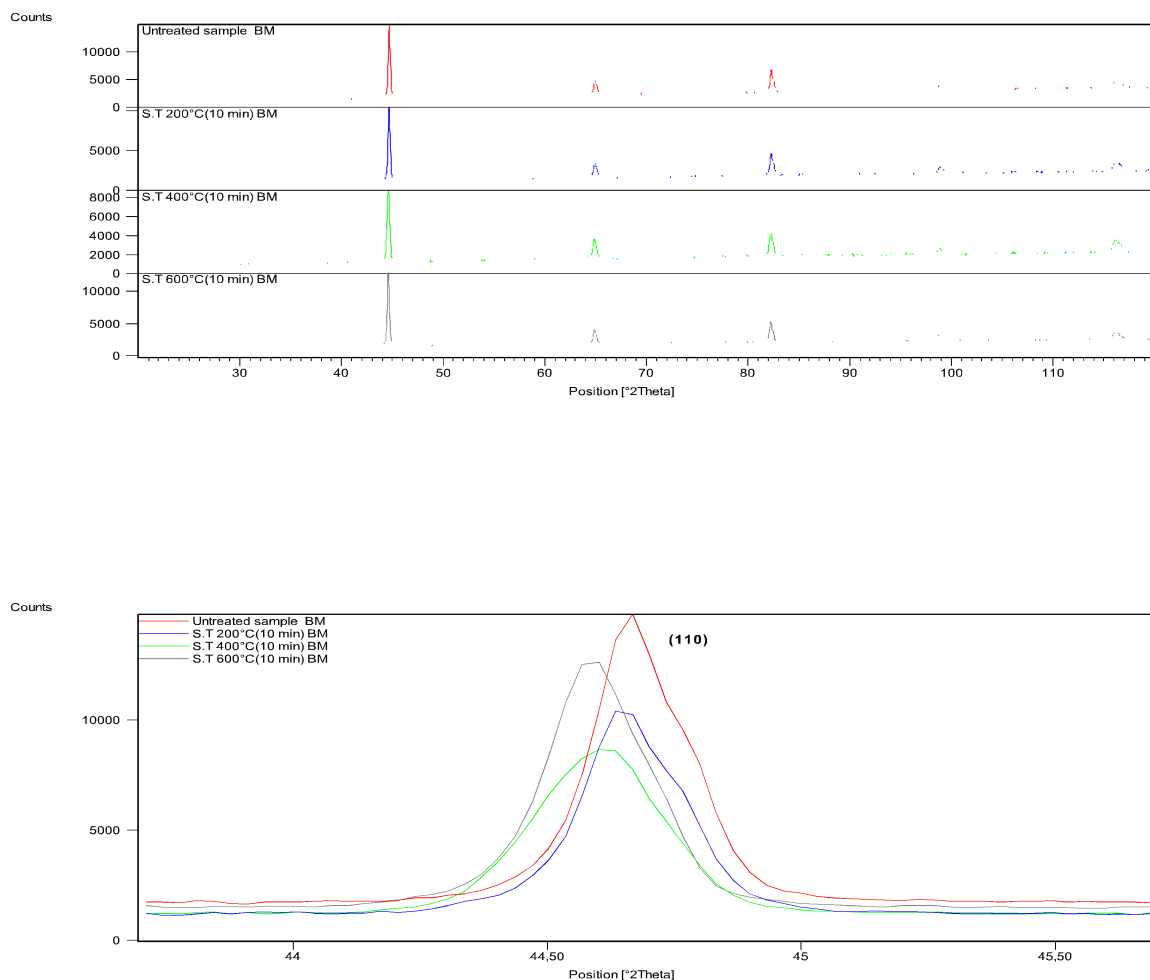 Counts
Untreated sample  BM
10000
5000
0
S.T 200°C(10 min) BM
5000
0
S.T 400°C(10 min) BM
8000
6000
4000
2000
0
S.T 600°C(10 min) BM
10000
5000
0
30 40 50 60 70 80 90 100 110
Position [°2Theta]
Counts
Untreated sample  BM
S.T 200°C(10 min) BM
S.T 400°C(10 min) BM
S.T 600°C(10 min) BM
(110)
10000
5000
0
44 44,50 45 45,50
Position [°2Theta]